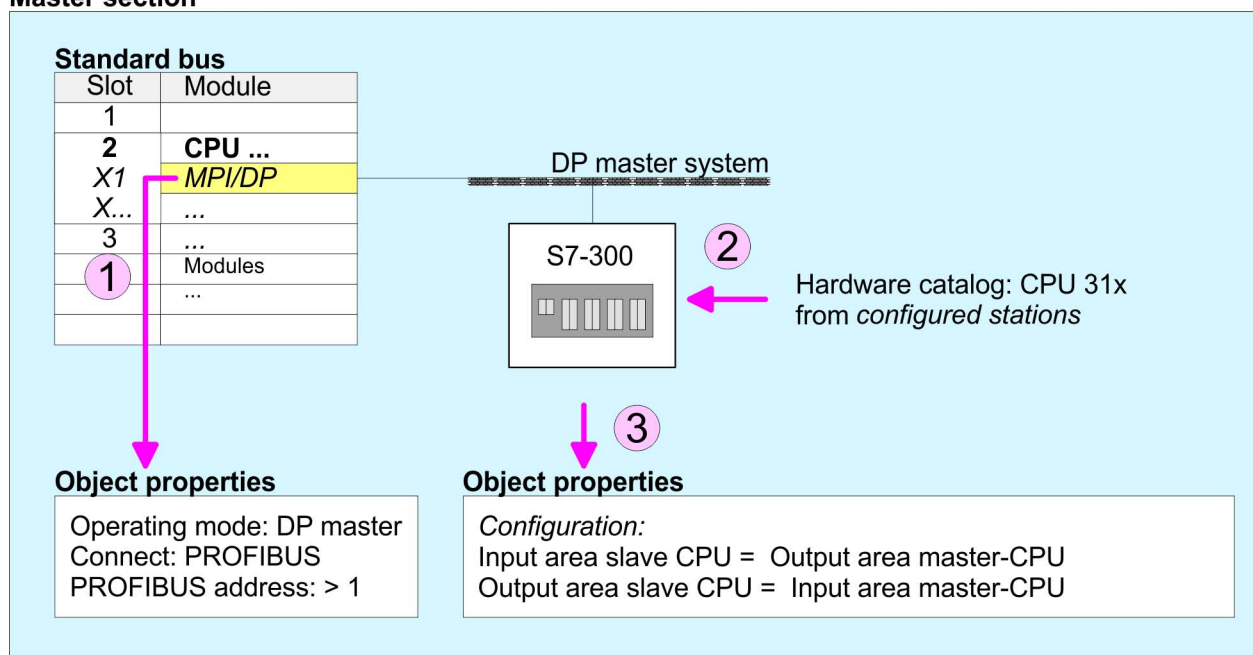 Master section
Standard bus
Slot Module
1
2 CPU ...
X1 MPI/DP
X... ...
3 ...
Modules
...
1
DP master system
S7-300
2
Hardware catalog: CPU 31x
from configured stations
3
Object properties
Operating mode: DP master
Connect: PROFIBUS
PROFIBUS address: > 1
Object properties
Configuration:
Input area slave CPU = Output area master-CPU
Output area slave CPU = Input area master-CPU